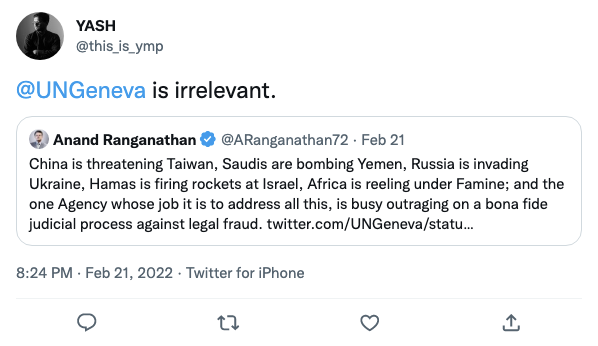 YASH
@this_is_ymp
@UNGeneva is irrelevant.
Anand Ranganathan @ARanganathan72 · Feb 21
China is threatening Taiwan, Saudis are bombing Yemen, Russia is invading
Ukraine, Hamas is firing rockets at Israel, Africa is reeling under Famine; and the
one Agency whose job it is to address all this, is busy outraging on a bona fide
judicial process against legal fraud. twitter.com/UNGeneva/statu…
8:24 PM · Feb 21, 2022 · Twitter for iPhone